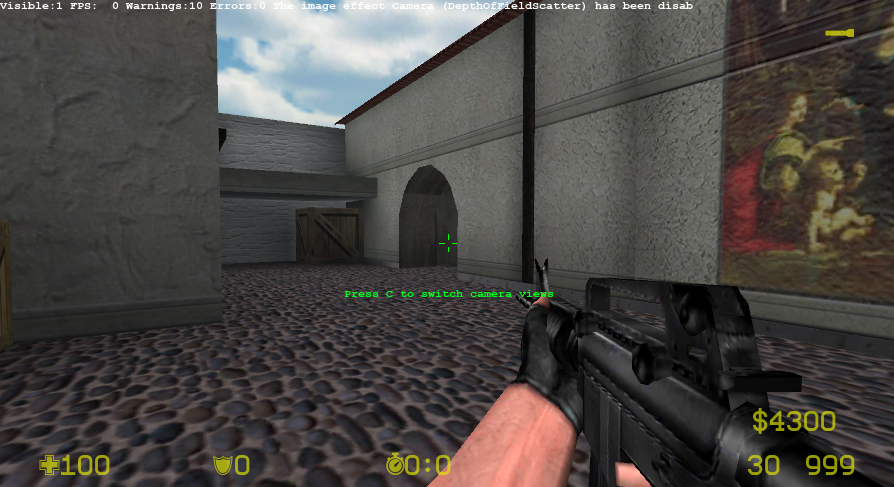 Visible:1 FPS:  0 Warnings:10 Errors:0 The image effect Camera (DepthOfFieldScatter) has been disab
Press C to switch camera views
$4300
100 0 0:0 30 999